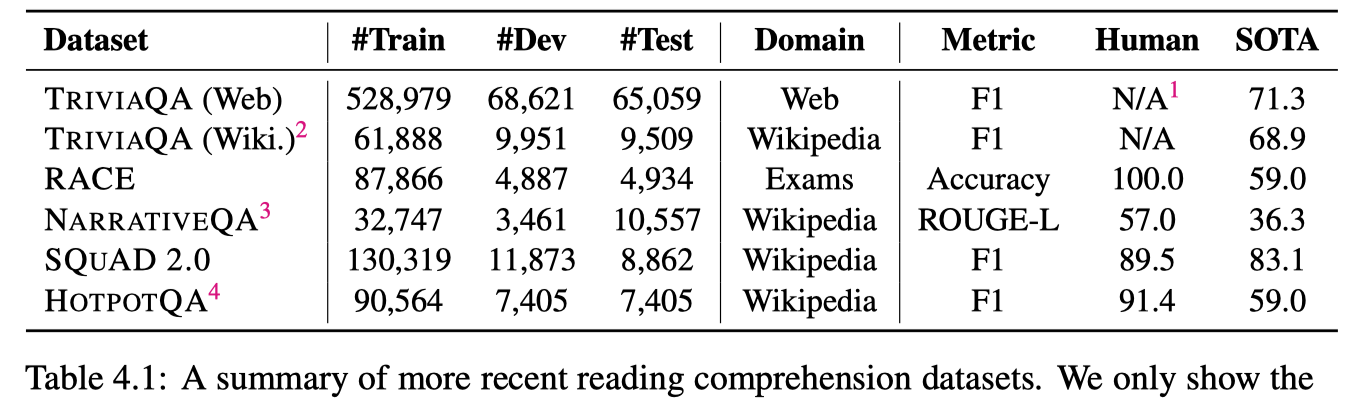 Dataset #Train #Dev #Test Domain Metric Human SOTA
TRIVIAQA (Web) 528,979 68,621 65,059 Web F1 N/A1 71.3
TRIVIAQA (Wiki.)2 61,888 9,951 9,509 Wikipedia F1 N/A 68.9
RACE 87,866 4,887 4,934 Exams Accuracy 100.0 59.0
NARRATIVEQA3 32,747 3,461 10,557 Wikipedia ROUGE-L 57.0 36.3
SQUAD 2.0 130,319 11,873 8,862 Wikipedia F1 89.5 83.1
HOTPOTQA4 90,564 7,405 7,405 Wikipedia F1 91.4 59.0
Table 4.1: A summary of more recent reading comprehension datasets. We only show the